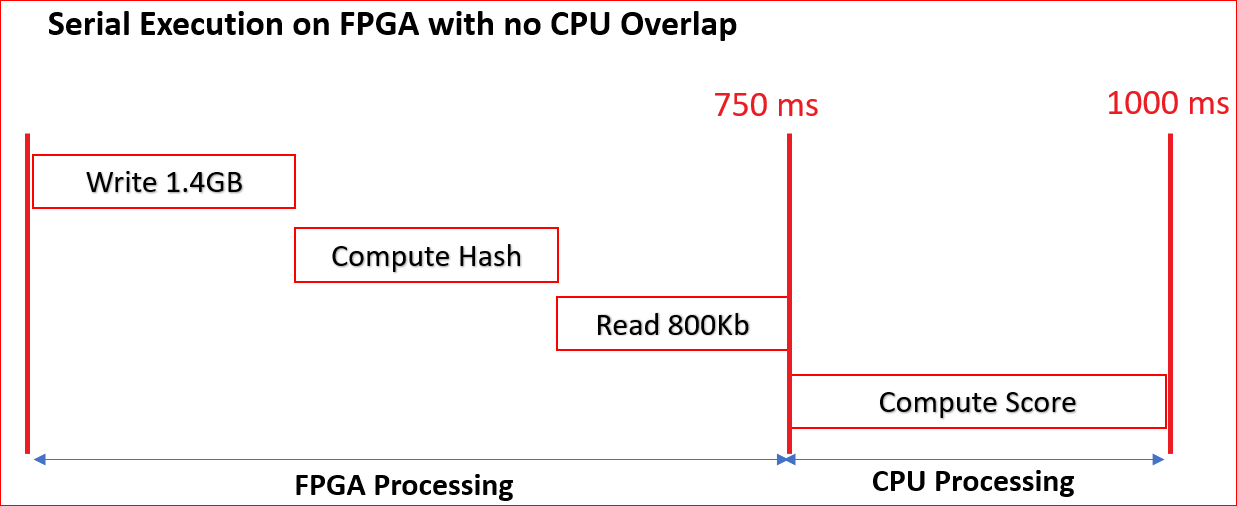 Serial Execution on FPGA with no CPU Overlap
750 ms
1000 ms
Write 1.4GB
Compute Hash
Read 800Kb
Compute Score
FPGA Processing
CPU Processing